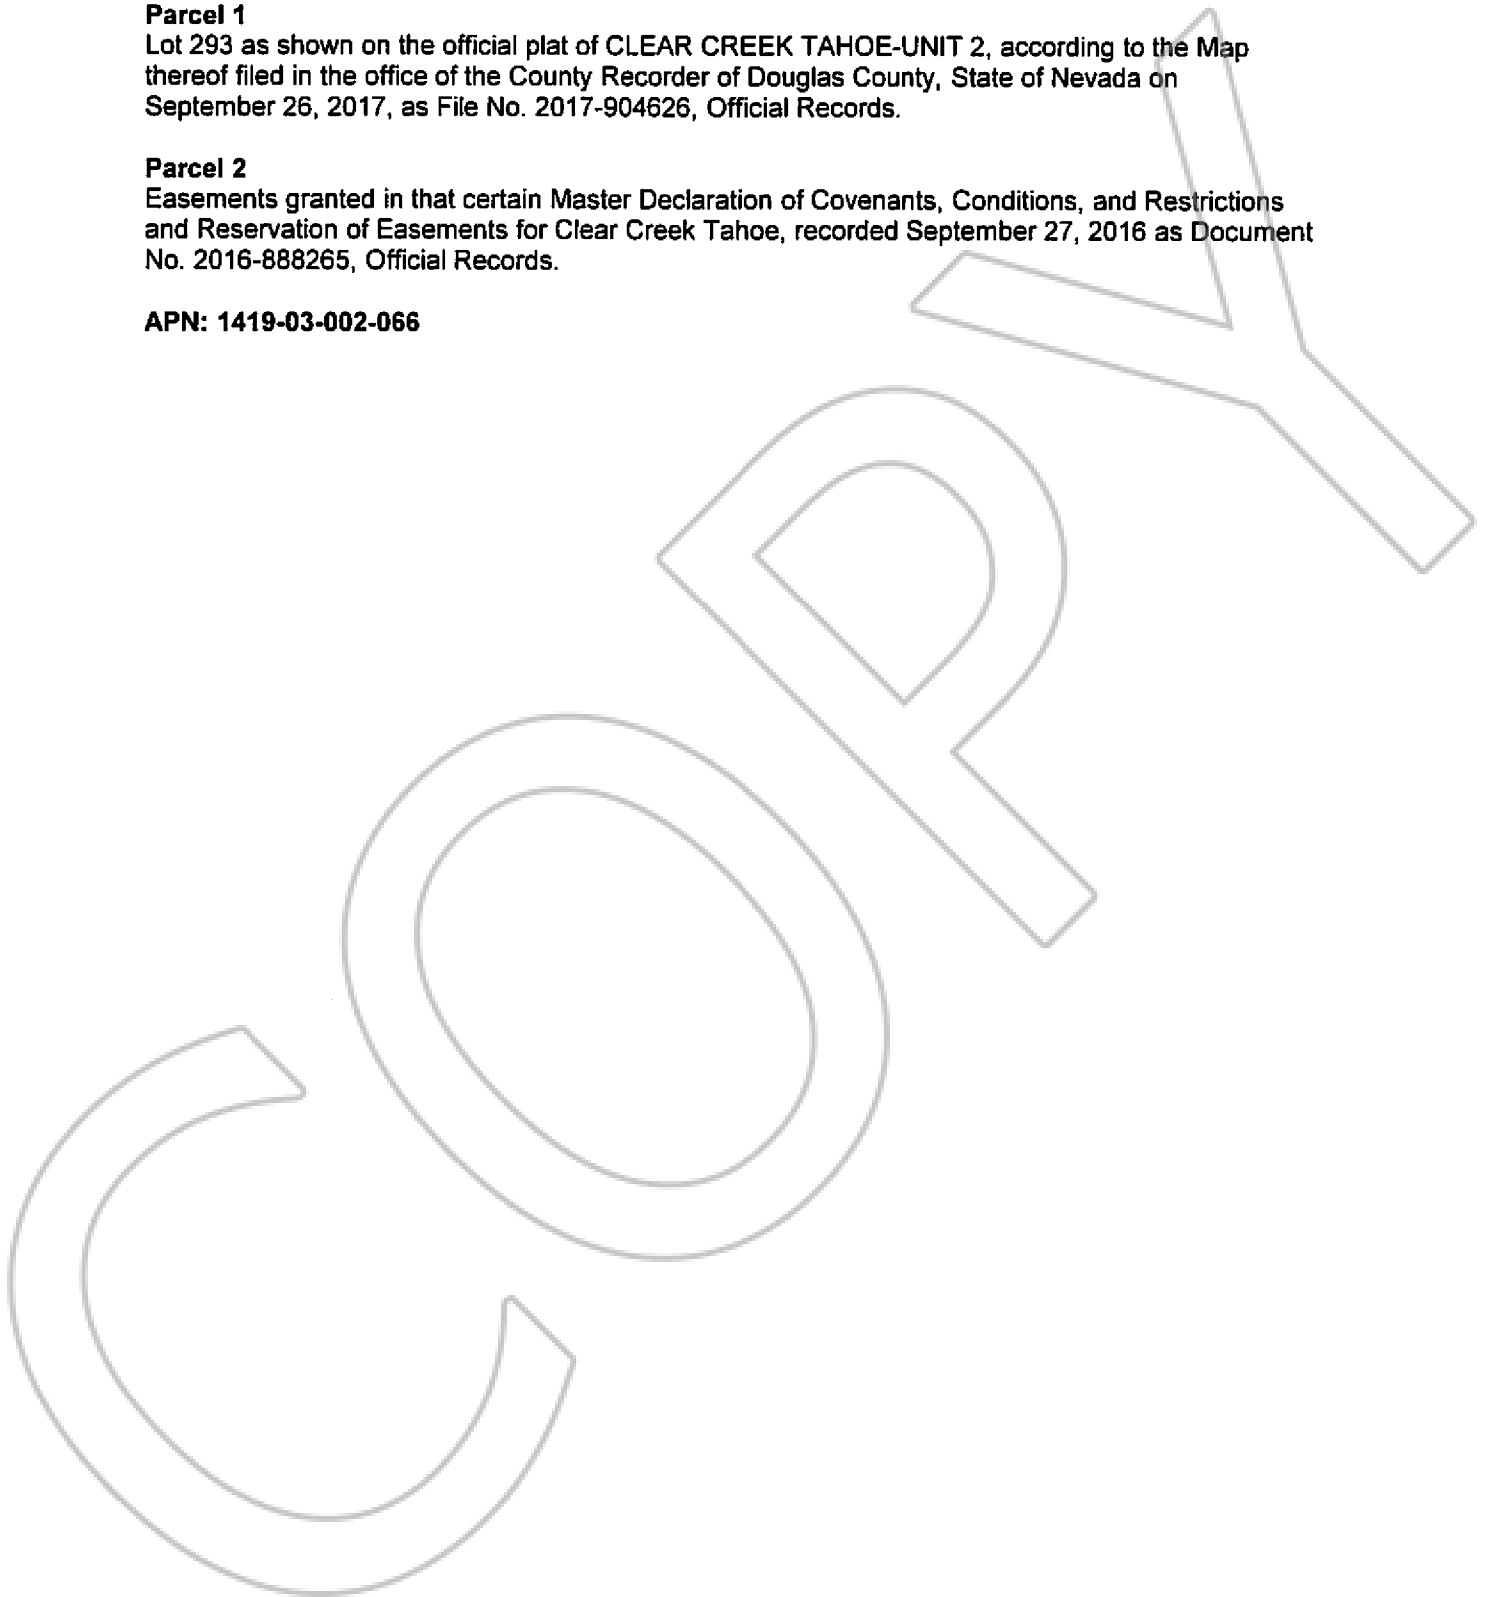 Parcel 1
Lot 293 as shown on the official plat of CLEAR CREEK TAHOE-UNIT 2, according to the Map
thereof filed in the office of the County Recorder of Douglas County, State of Nevada on
September 26, 2017, as File No. 2017-904626, Official Records.
Parcel 2
Easements granted in that certain Master Declaration of Covenants, Conditions, and Restrictions
and Reservation of Easements for Clear Creek Tahoe, recorded September 27, 2016 as Document
No. 2016-888265, Official Records.
APN: 1419-03-002-066
COPY